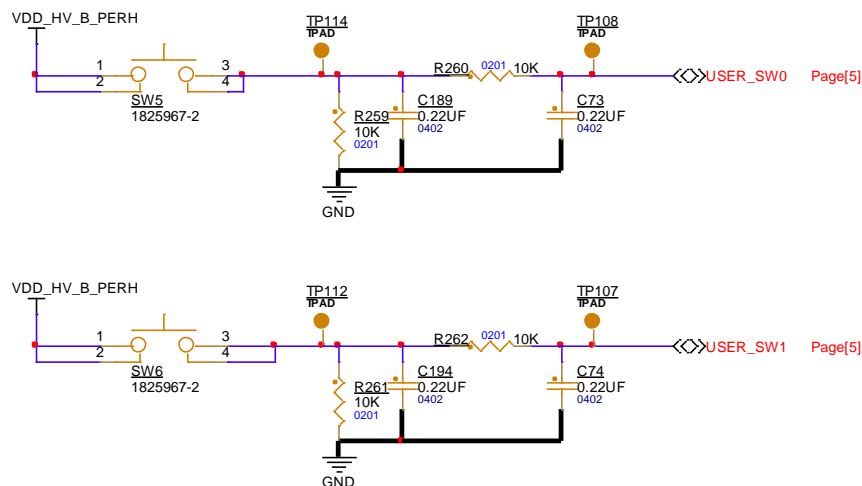 VDD_HV_B_PERH
TP114
TPAD
TP108
TPAD
1
2
3
4
R260
0201
10K
USER_SW0 Page[5]
SW5
1825967-2
R259
10K
0201
C189
0.22UF
0402
C73
0.22UF
0402
GND
VDD_HV_B_PERH
TP112
TPAD
TP107
TPAD
1
2
3
4
R262
0201
10K
USER_SW1 Page[5]
SW6
1825967-2
R261
10K
0201
C194
0.22UF
0402
C74
0.22UF
0402
GND